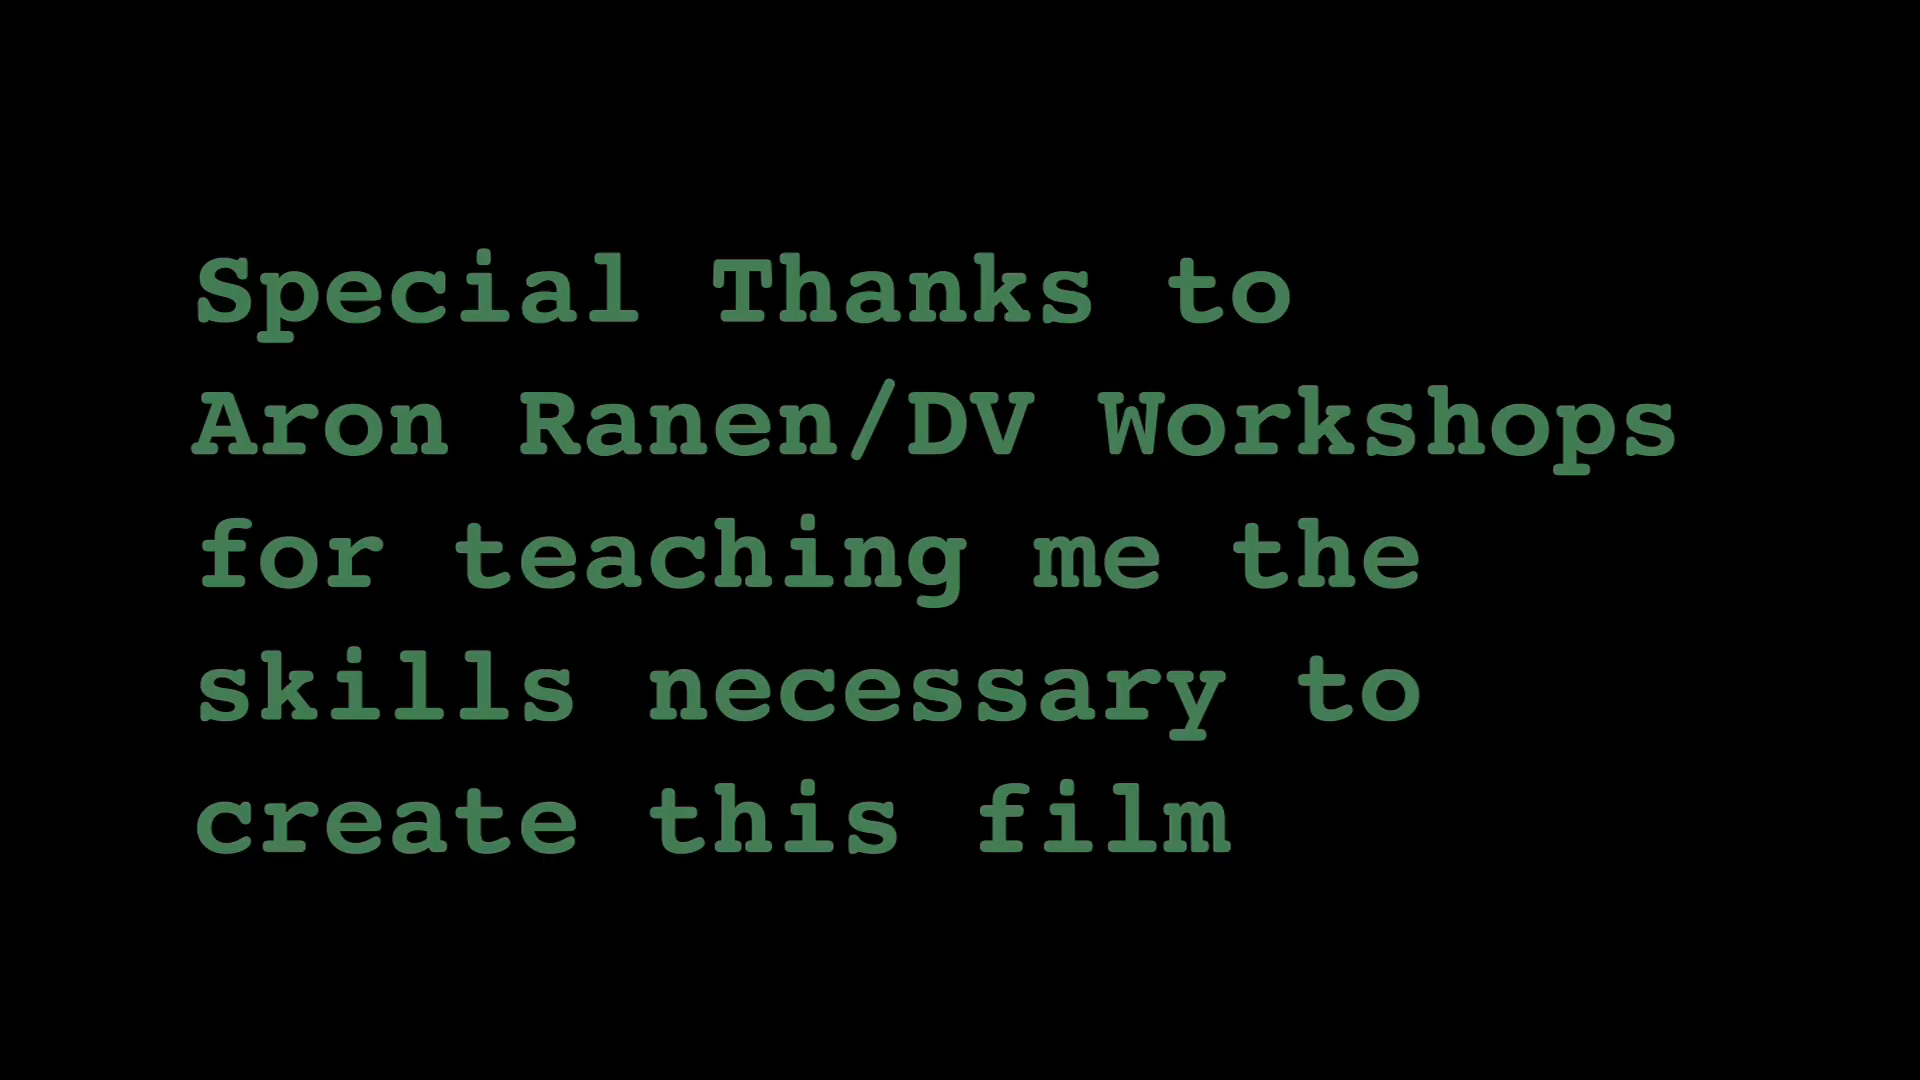 Special Thanks to
Aron Ranen/DV Workshops
for teaching me the
skills necessary to
create this film